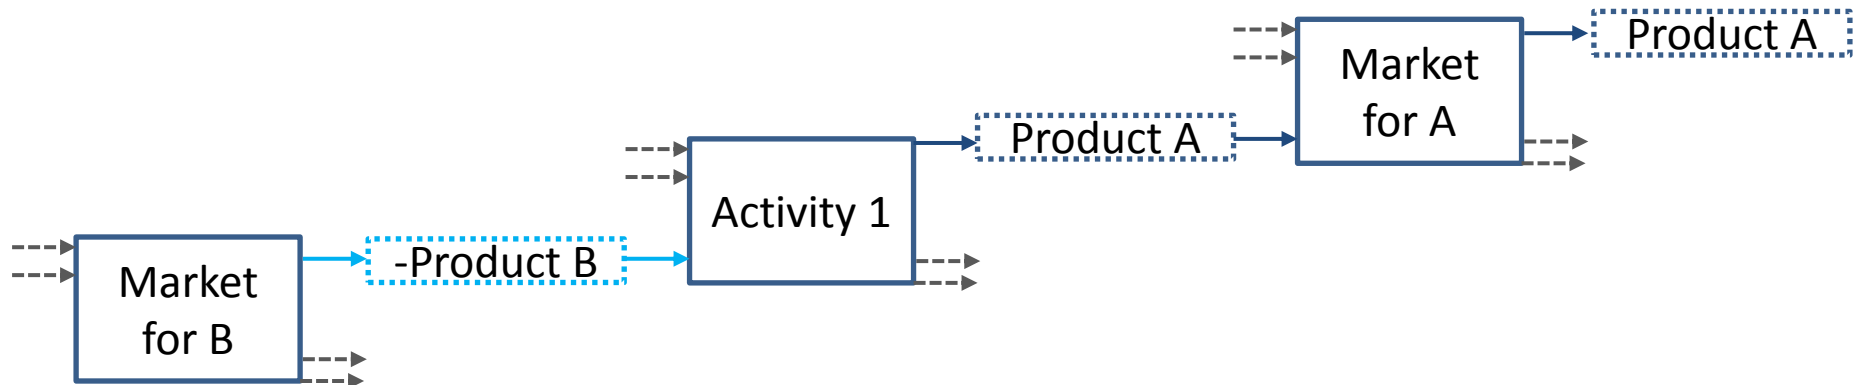 Product A
Market
for A
Product A
Activity 1
-Product B
Market
for B